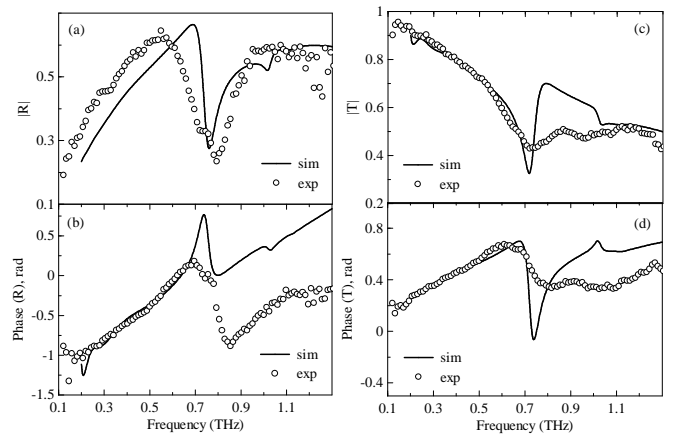 (a)
|R|
0.6
0.3
sim
exp
(c)
|T|
1
0.8
0.6
0.4
0.2
sim
exp
(b)
Phase (R), rad
0.1
0.5
0
-0.5
-1
-1.5
sim
exp
0.1 0.3 0.5 0.7 0.9 1.1
Frequency (THz)
(d)
Phase (T), rad
0.8
0.4
0
-0.4
sim
exp
0.1 0.3 0.5 0.7 0.9 1.1
Frequency (THz)